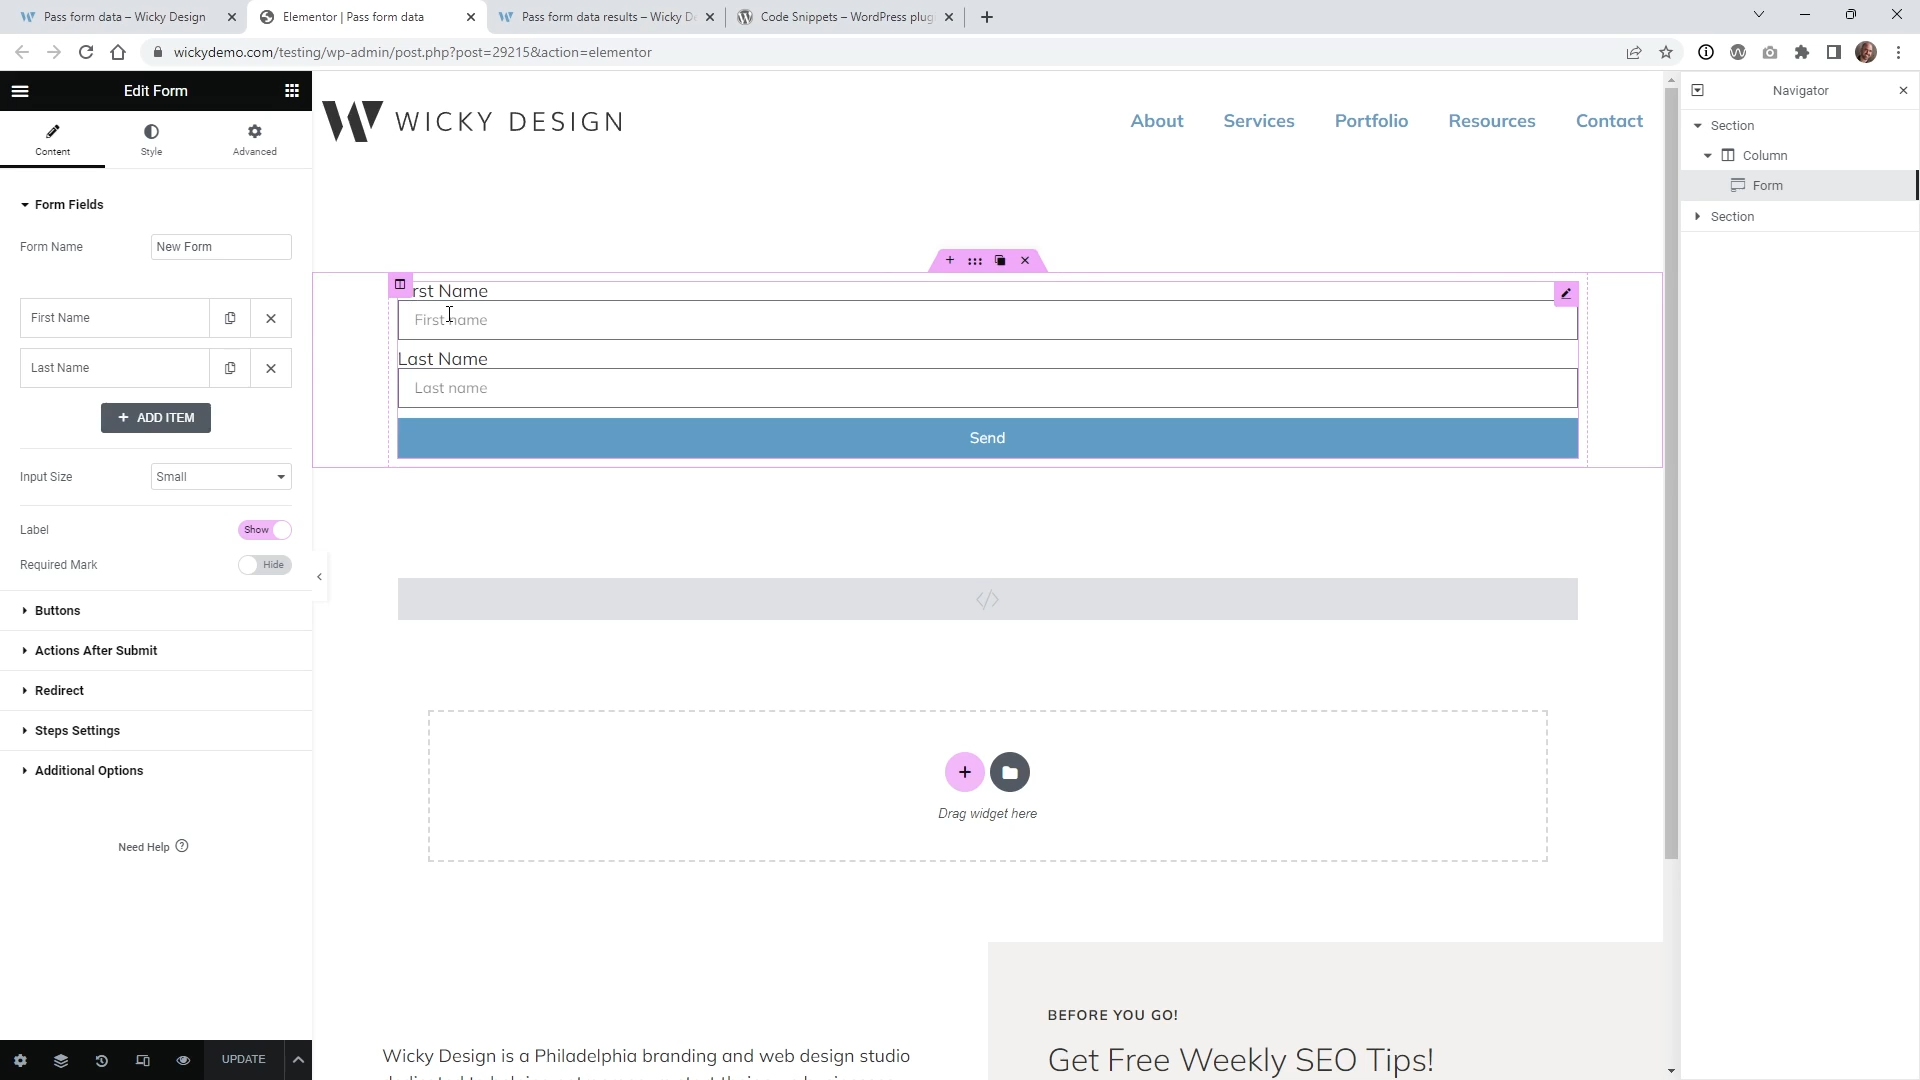 Pass form data – Wicky Design
Elementor | Pass form data
Pass form data results – Wicky De
Code Snippets – WordPress plug
wickydemo.com/testing/wp-admin/post.php?post=29215&action=elementor
Edit Form
Content
Style
Advanced
Form Fields
Form Name
New Form
First Name
Last Name
ADD ITEM
Input Size
Small
Label
Show
Required Mark
Hide
Buttons
Actions After Submit
Redirect
Steps Settings
Additional Options
Need Help
UPDATE
WICKY DESIGN
About
Services
Portfolio
Resources
Contact
rst Name
First name
Last Name
Last name
Send
Drag widget here
BEFORE YOU GO!
Wicky Design is a Philadelphia branding and web design studio
Get Free Weekly SEO Tips!
Navigator
Section
Column
Form
Section